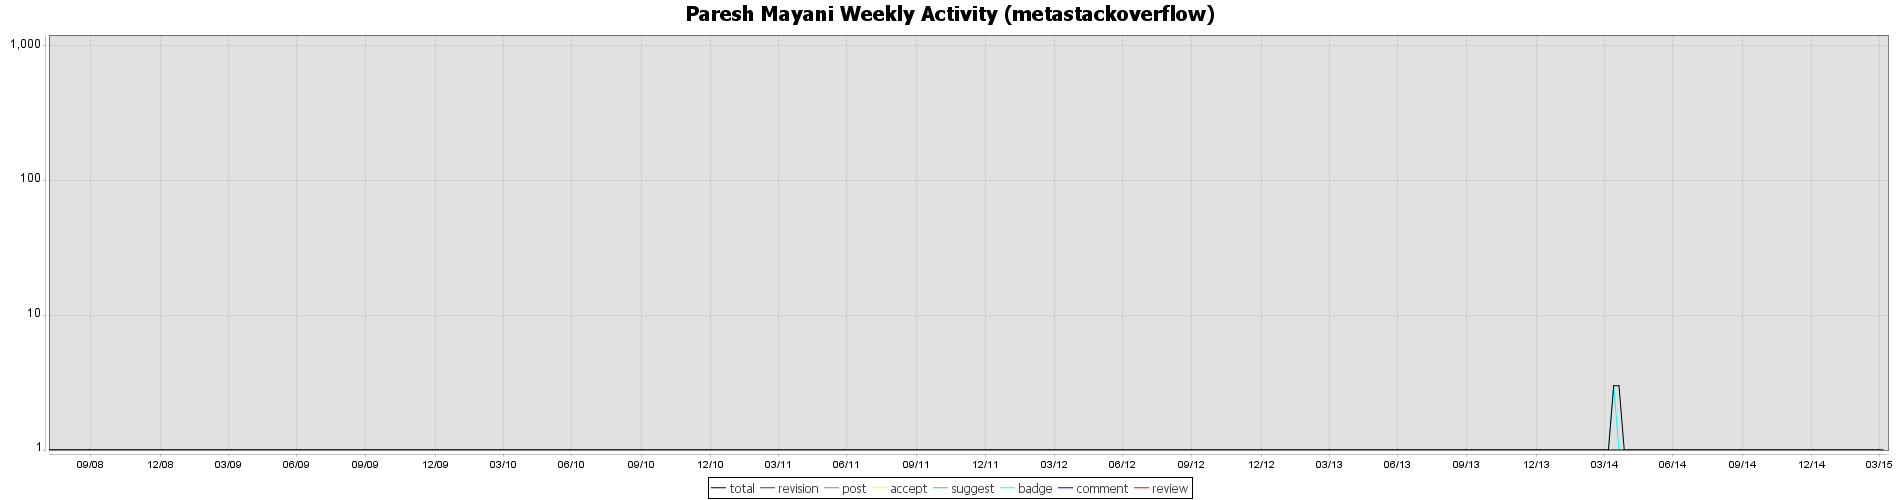 Paresh Mayani Weekly Activity (metastackoverflow)
1,000
100
10
1
09/08 12/08 03/09 06/09 09/09 12/09 03/10 06/10 09/10 12/10 03/11 06/11 09/11 12/11 03/12 06/12 09/12 12/12 03/13 06/13 09/13 12/13 03/14 06/14 09/14 12/14 03/15
total revision post accept suggest badge comment review